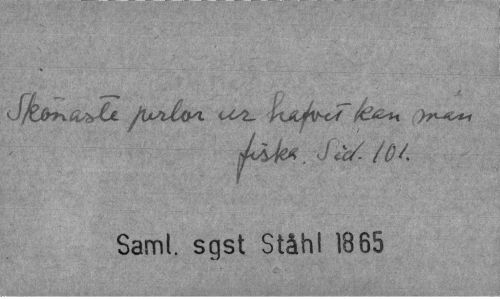 Skönaste perlor ur hafvet kan man
fiska. Sid. 101.
Saml. sgst Ståhl 1865